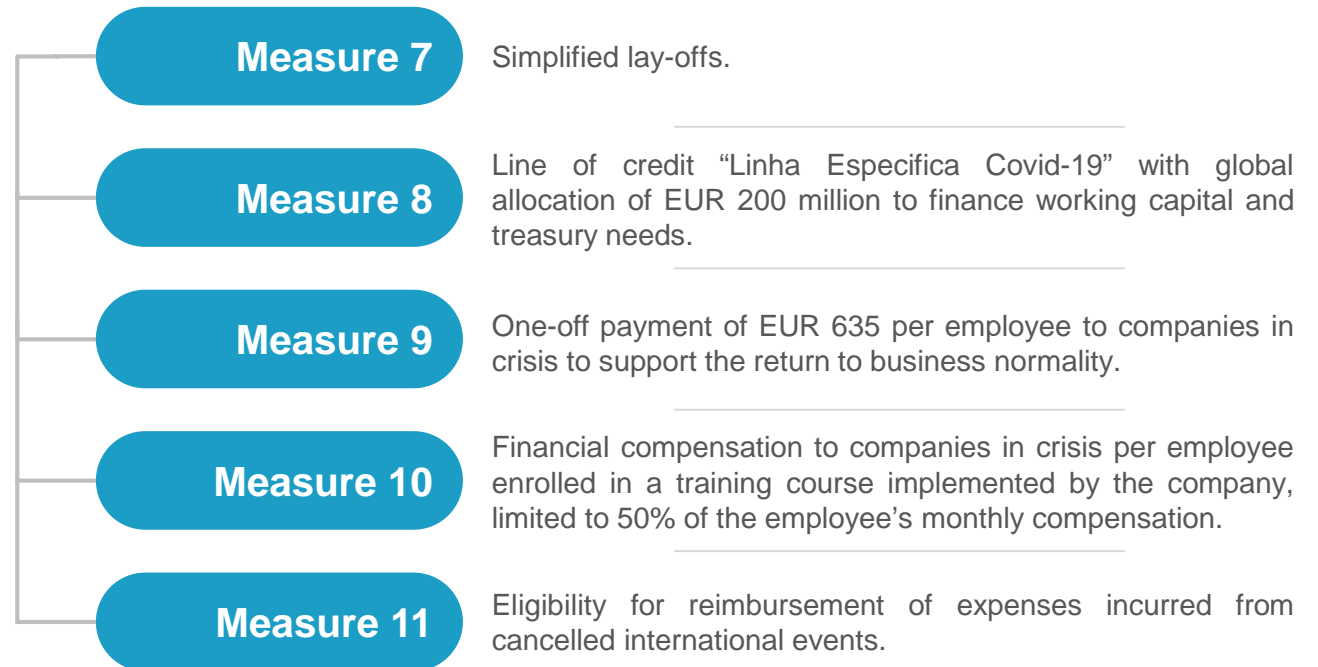 Measure 7
Simplified lay-offs.
Measure 8
Line of credit “Linha Especifica Covid-19” with global
allocation of EUR 200 million to finance working capital and
treasury needs.
Measure 9
One-off payment of EUR 635 per employee to companies in
crisis to support the return to business normality.
Measure 10
Financial compensation to companies in crisis per employee
enrolled in a training course implemented by the company,
limited to 50% of the employee’s monthly compensation.
Measure 11
Eligibility for reimbursement of expenses incurred from
cancelled international events.